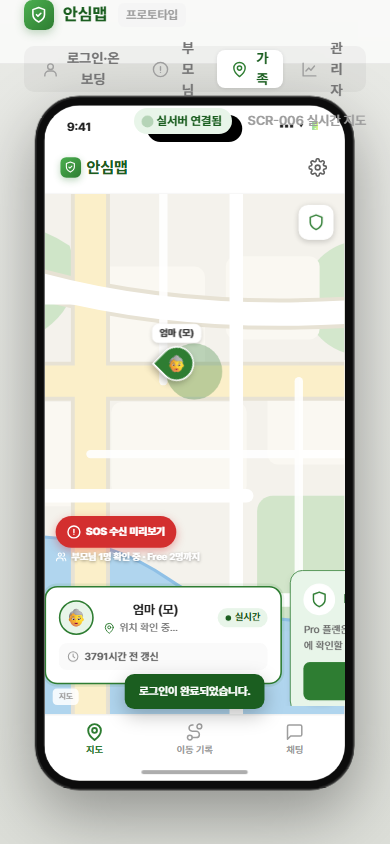 안심맵 프로토타입
로그인·온
보딩
부
모
님
가
족
관
리
자
실서버 연결됨
SCR-006 실시간 지도
9:41
안심맵
엄마 (모)
SOS 수신 미리보기
부모님 1명 확인 중 · Free 2명까지
엄마 (모)
위치 확인 중...
실시간
3791시간 전 갱신
Pro 플랜은
에 확인할
지도
로그인이 완료되었습니다.
지도
이동 기록
채팅